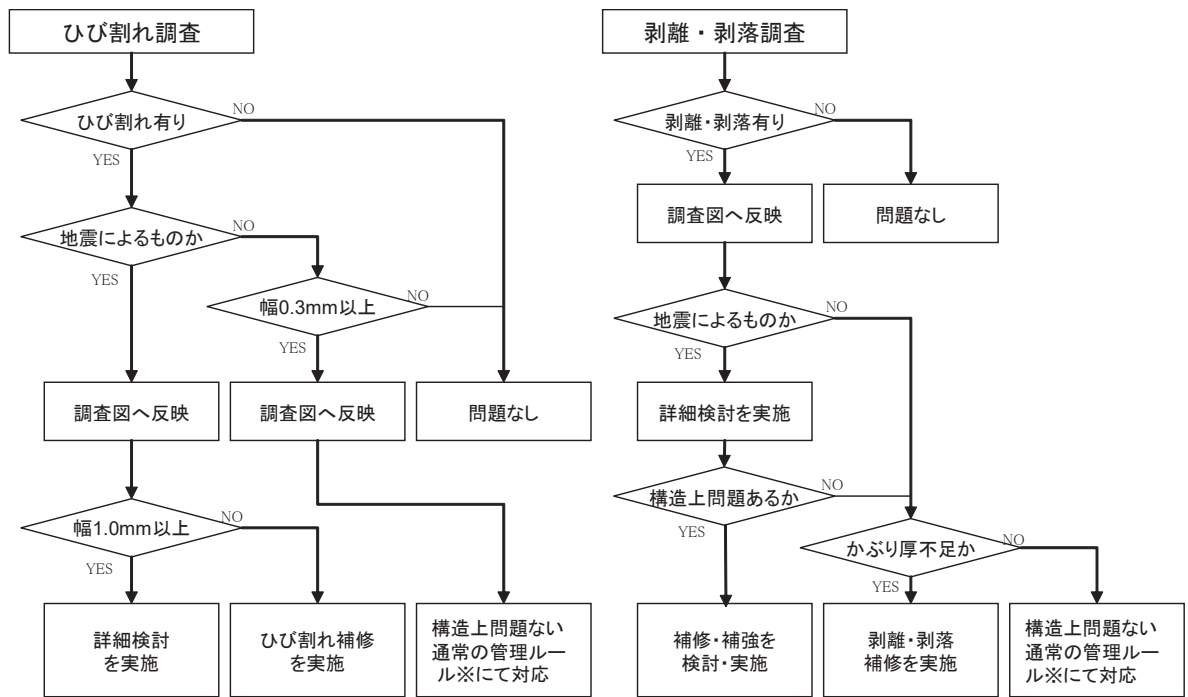 ひび割れ調査
ひび割れ有り
NO
YES
地震によるものか
NO
YES
幅0.3mm以上
NO
YES
調査図へ反映
調査図へ反映
問題なし
幅1.0mm以上
NO
YES
詳細検討
を実施
ひび割れ補修
を実施
構造上問題ない
通常の管理ルー
ル※にて対応
剥離・剥落調査
剥離・剥落有り
NO
YES
調査図へ反映
問題なし
地震によるものか
NO
YES
詳細検討を実施
構造上問題あるか
NO
YES
かぶり厚不足か
NO
YES
補修・補強を
検討・実施
剥離・剥落
補修を実施
構造上問題ない
通常の管理ルー
ル※にて対応